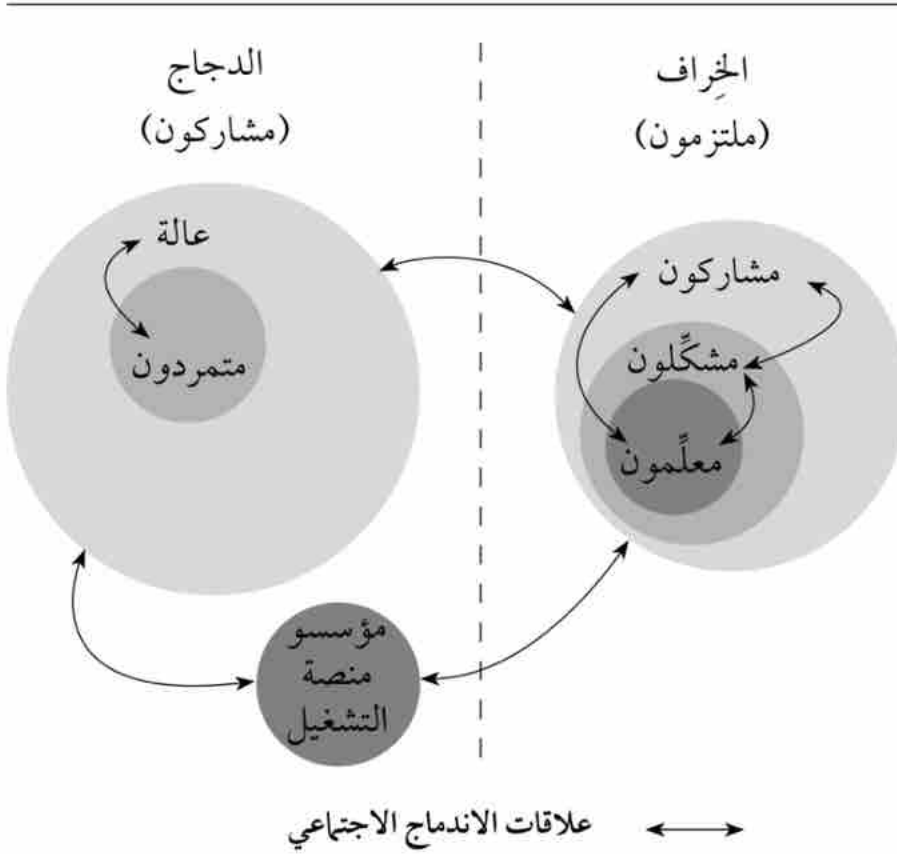 الخِراف
(ملتزمون)
مشاركون
مشكِّلون
معلِّمون
الدجاج
(مشاركون)
عالة
متمردون
مؤسسو
منصة
التشغيل
علاقات الاندماج الاجتماعي